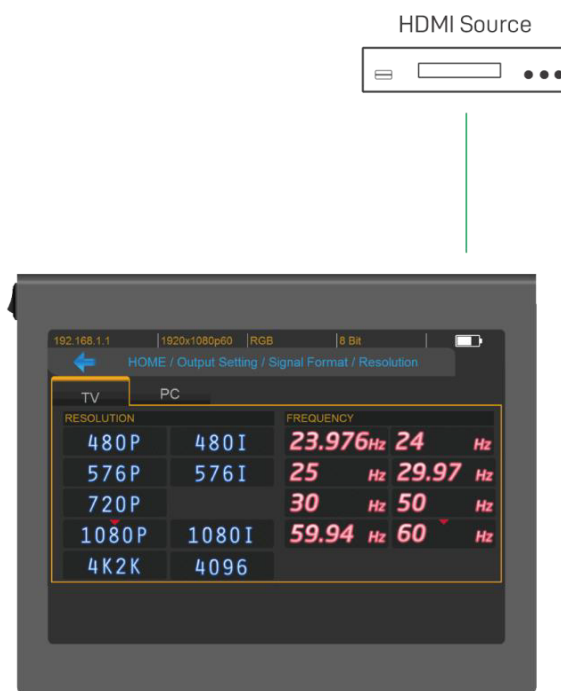 HDMI Source
192.168.1.1 1920x1080p60 RGB 8 Bit
HOME / Output Setting / Signal Format / Resolution
TV PC
RESOLUTION FREQUENCY
480P 480I 23.976Hz 24 Hz
576P 576I 25 Hz 29.97 Hz
720P 30 Hz 50 Hz
1080P 1080I 59.94 Hz 60 Hz
4K2K 4096